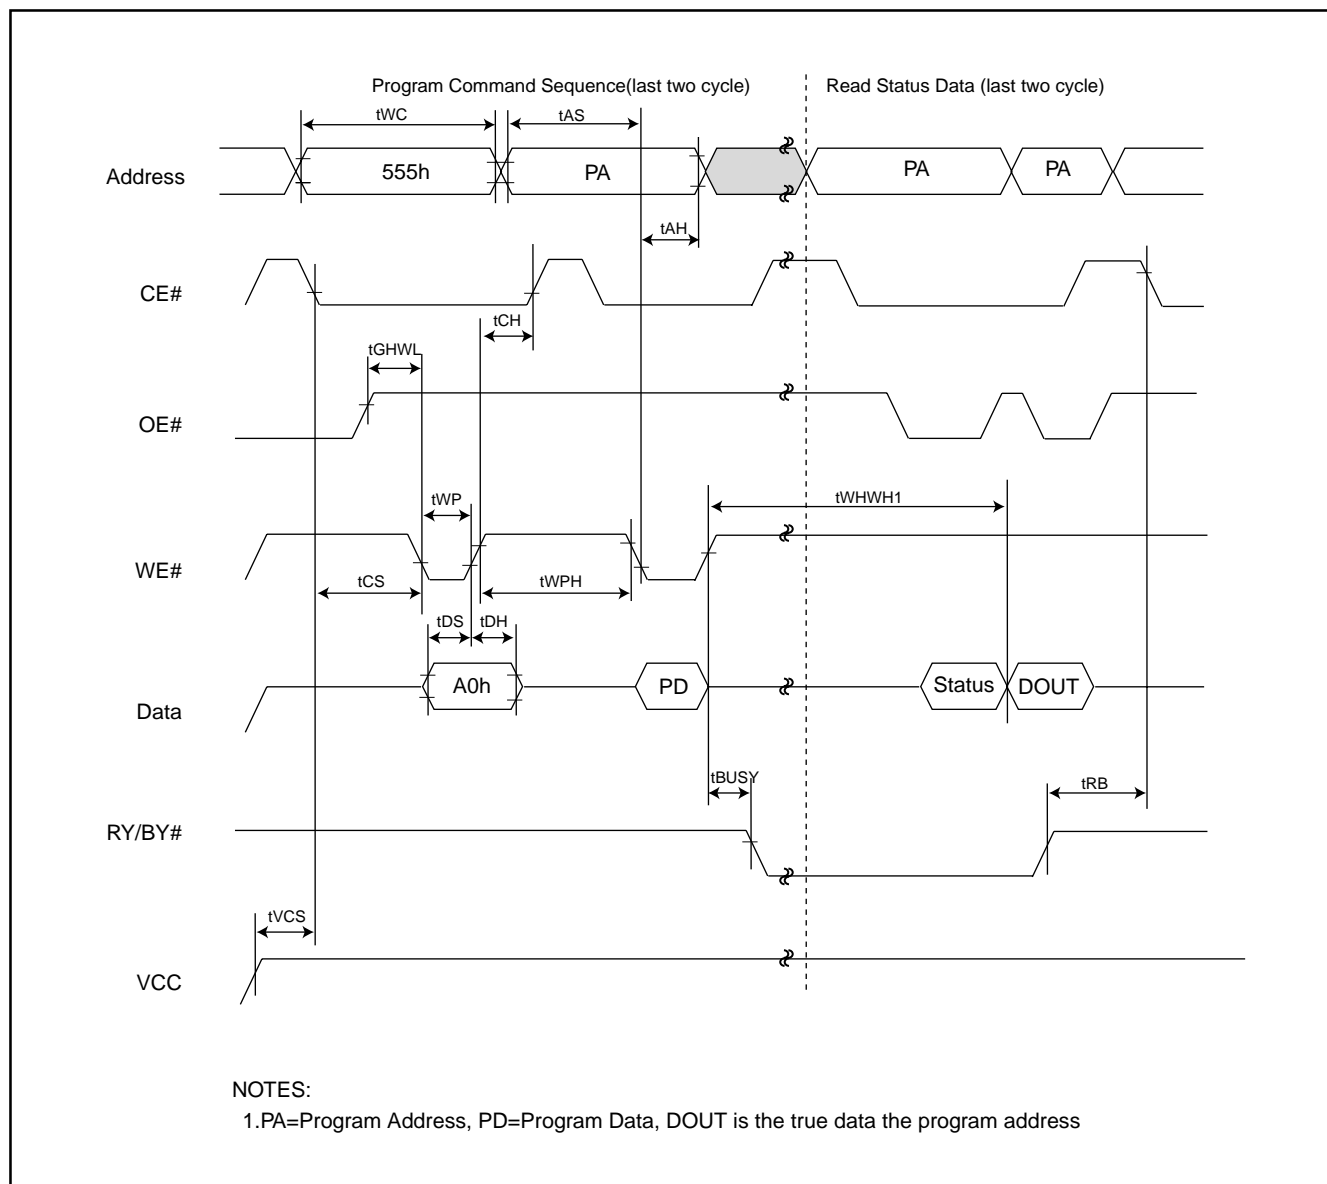 Program Command Sequence(last two cycle)
Read Status Data (last two cycle)
tWC
tAS
Address
555h
PA
PA
PA
tAH
CE#
tCH
tGHWL
OE#
tWP
tWHWH1
WE#
tCS
tWPH
tDS
tDH
A0h
PD
Status
DOUT
Data
tBUSY
tRB
RY/BY#
tVCS
VCC
NOTES:
1.PA=Program Address, PD=Program Data, DOUT is the true data the program address